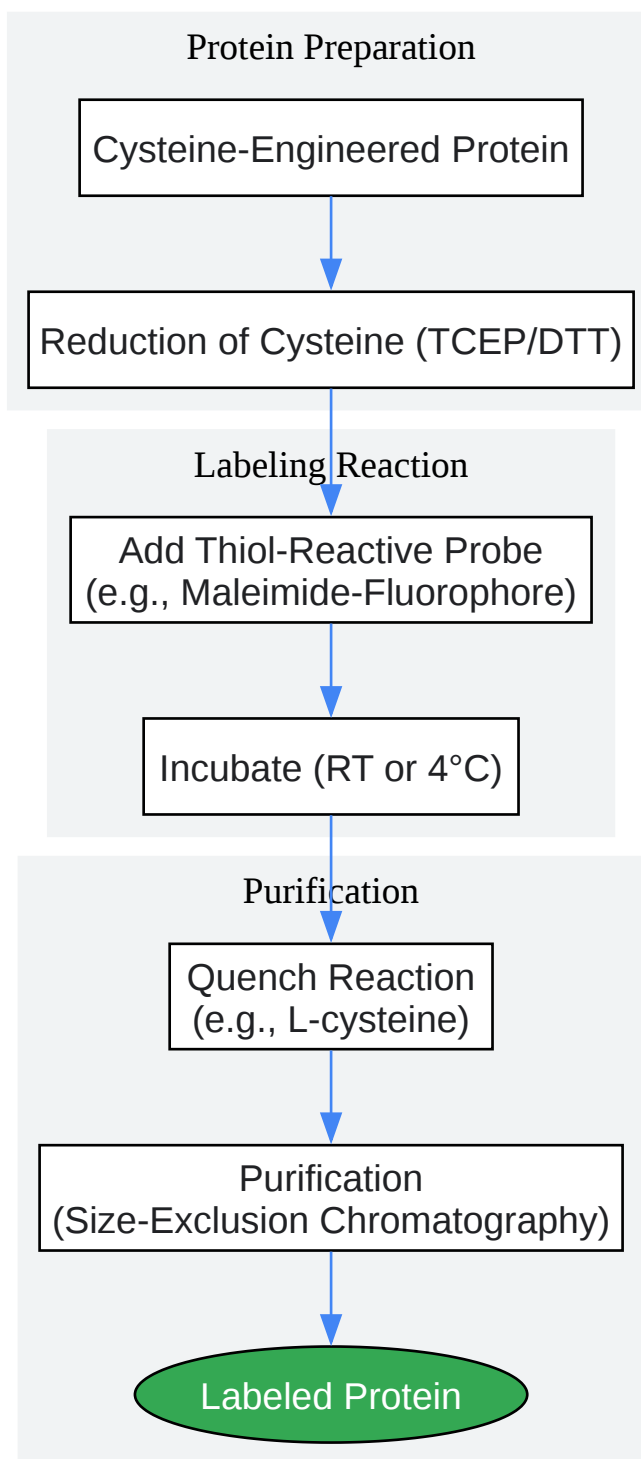 Protein Preparation
Cysteine-Engineered Protein
Reduction of Cysteine (TCEP/DTT)
Labeling Reaction
Add Thiol-Reactive Probe
(e.g., Maleimide-Fluorophore)
Incubate (RT or 4°C)
Purification
Quench Reaction
(e.g., L-cysteine)
Purification
(Size-Exclusion Chromatography)
Labeled Protein